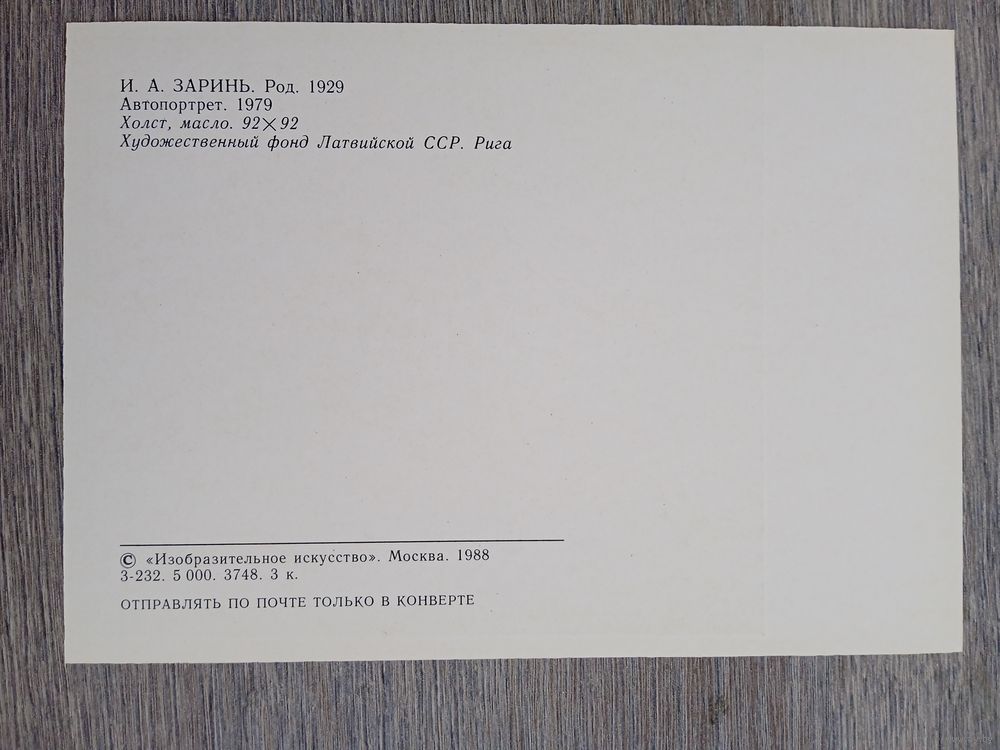 И. А. ЗАРИНЬ. Род. 1929
Автопортрет. 1979
Холст, масло. 92×92
Художественный фонд Латвийской ССР. Рига
© «Изобразительное искусство». Москва. 1988
3-232. 5 000. 3748. 3 к.
ОТПРАВЛЯТЬ ПО ПОЧТЕ ТОЛЬКО В КОНВЕРТЕ